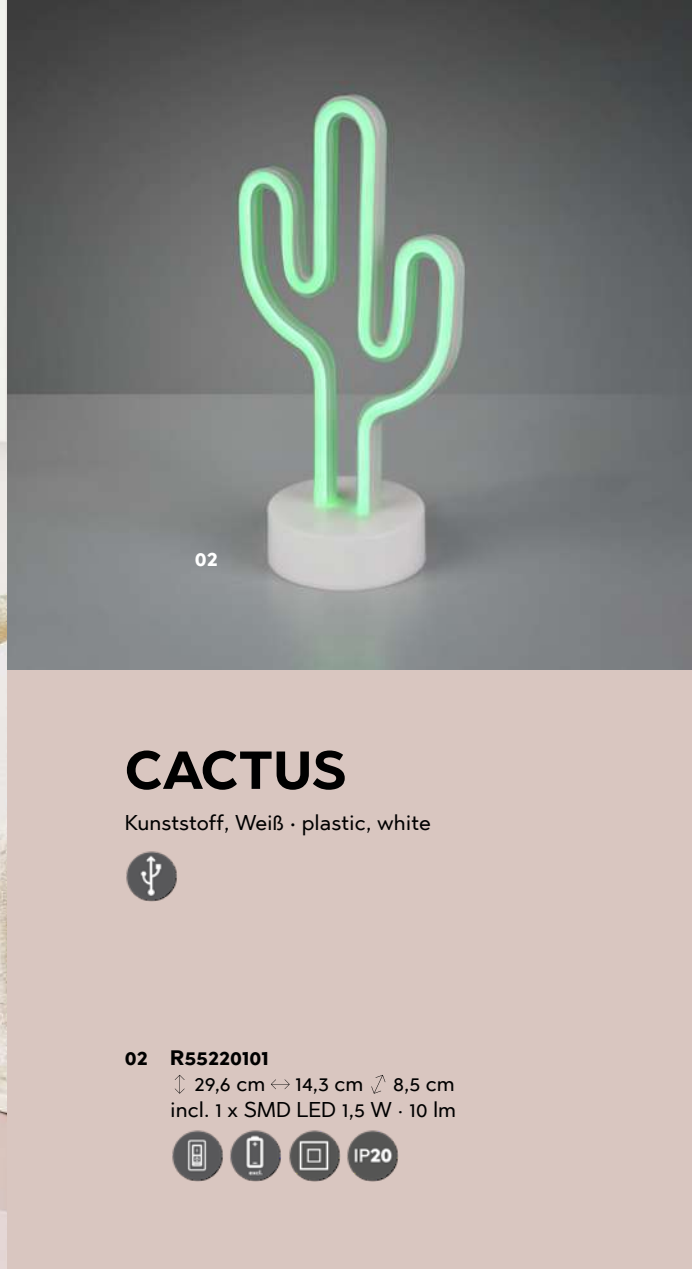 02
CACTUS
Kunststoff, Weiß · plastic, white
02 R55220101
↕ 29,6 cm ↔ 14,3 cm ⤢ 8,5 cm
incl. 1 x SMD LED 1,5 W · 10 lm
excl.
IP20